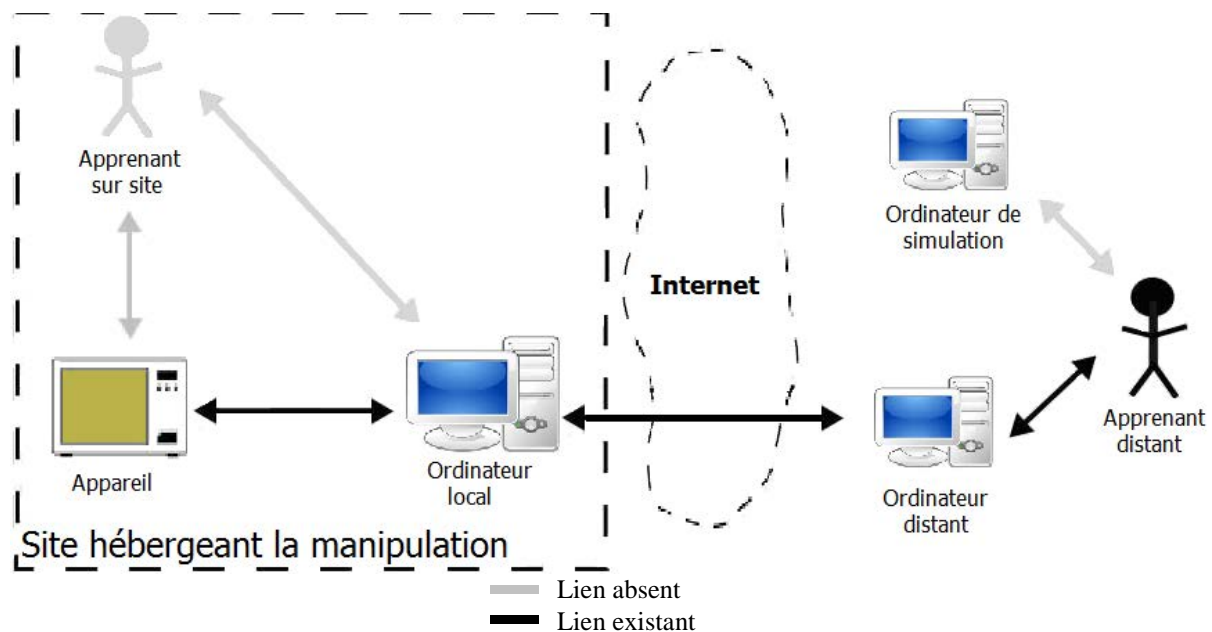 Apprenant
sur site
Ordinateur de
simulation
Internet
Apprenant
distant
Appareil
Ordinateur
local
Ordinateur
distant
Site hébergeant la manipulation
Lien absent
Lien existant